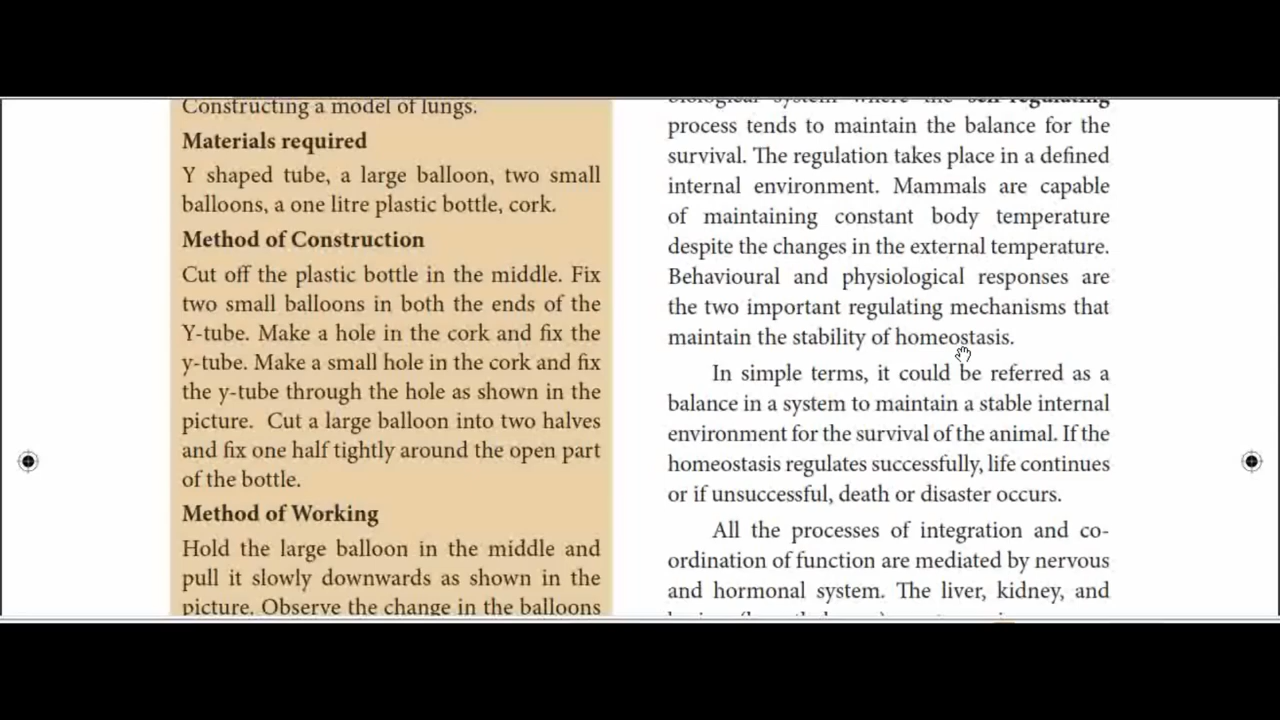 Constructing a model of lungs.
Materials required
Y shaped tube, a large balloon, two small
balloons, a one litre plastic bottle, cork.
Method of Construction
Cut off the plastic bottle in the middle. Fix
two small balloons in both the ends of the
Y-tube. Make a hole in the cork and fix the
y-tube. Make a small hole in the cork and fix
the y-tube through the hole as shown in the
picture.  Cut a large balloon into two halves
and fix one half tightly around the open part
of the bottle.
Method of Working
Hold the large balloon in the middle and
pull it slowly downwards as shown in the
picture. Observe the change in the balloons
biological system where the self-regulating
process tends to maintain the balance for the
survival. The regulation takes place in a defined
internal environment. Mammals are capable
of maintaining constant body temperature
despite the changes in the external temperature.
Behavioural and physiological responses are
the two important regulating mechanisms that
maintain the stability of homeostasis.
In simple terms, it could be referred as a
balance in a system to maintain a stable internal
environment for the survival of the animal. If the
homeostasis regulates successfully, life continues
or if unsuccessful, death or disaster occurs.
All the processes of integration and co-
ordination of function are mediated by nervous
and hormonal system. The liver, kidney, and